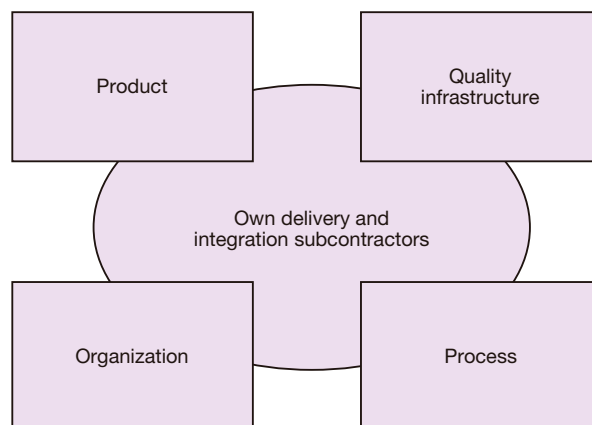 Product
Quality
infrastructure
Own delivery and
integration subcontractors
Organization
Process